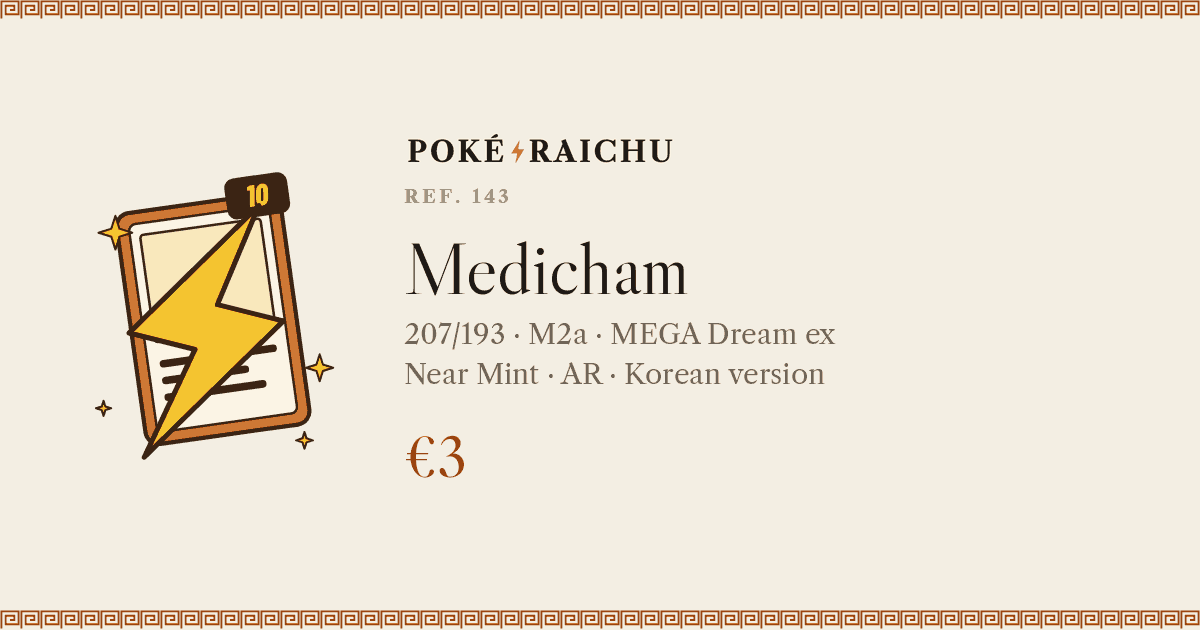 10
POKÉ⚡RAICHU
REF. 143
Medicham
207/193 · M2a · MEGA Dream ex
Near Mint · AR · Korean version
€3